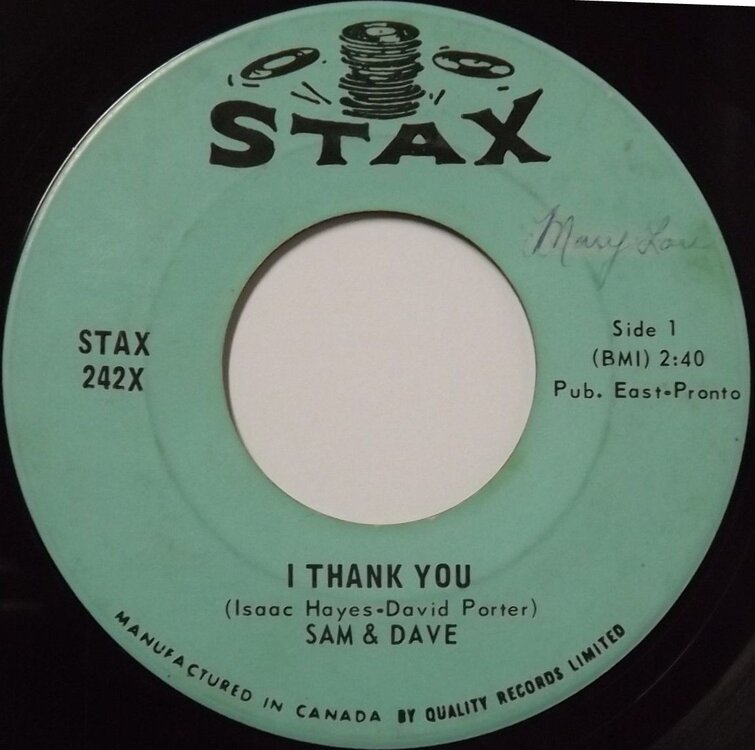 STAX
Mary Lou
STAX
242X
Side 1
(BMI) 2:40
Pub. East-Pronto
I THANK YOU
(Isaac Hayes-David Porter)
SAM & DAVE
MANUFACTURED IN CANADA BY QUALITY RECORDS LIMITED